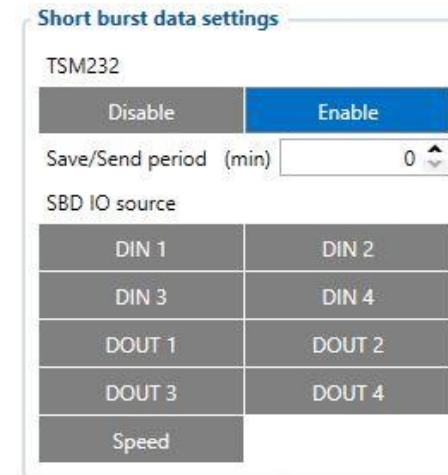 Short burst data settings
TSM232
Disable Enable
Save/Send period (min) 0
SBD IO source
DIN 1 DIN 2
DIN 3 DIN 4
DOUT 1 DOUT 2
DOUT 3 DOUT 4
Speed